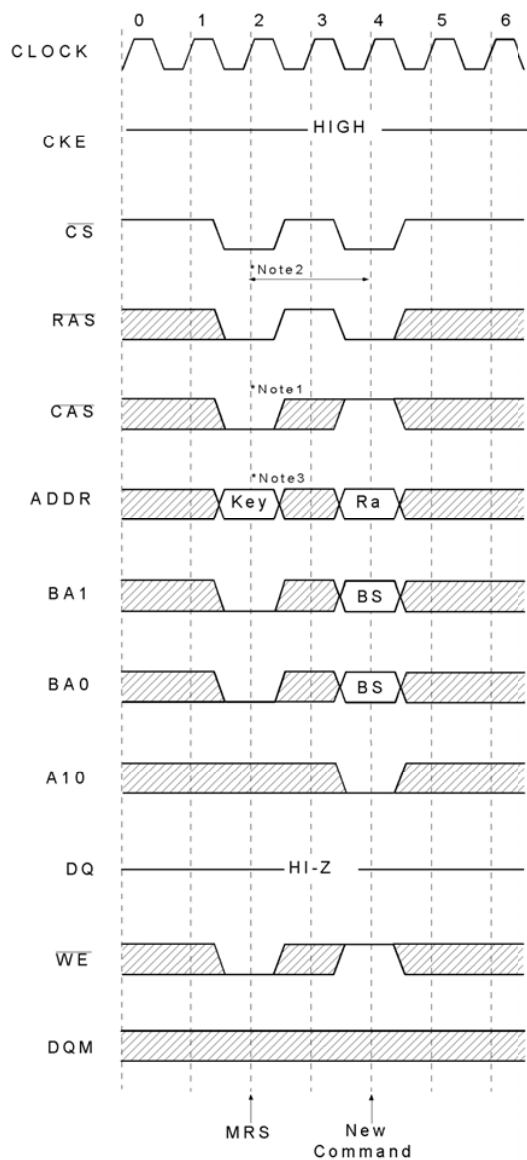 0 1 2 3 4 5 6
CLOCK
CKE HIGH
CS
*Note2
RAS
*Note1
CAS
*Note3
ADDR Key Ra
BA1 BS
BA0 BS
A10
DQ HI-Z
WE
DQM
MRS New
Command